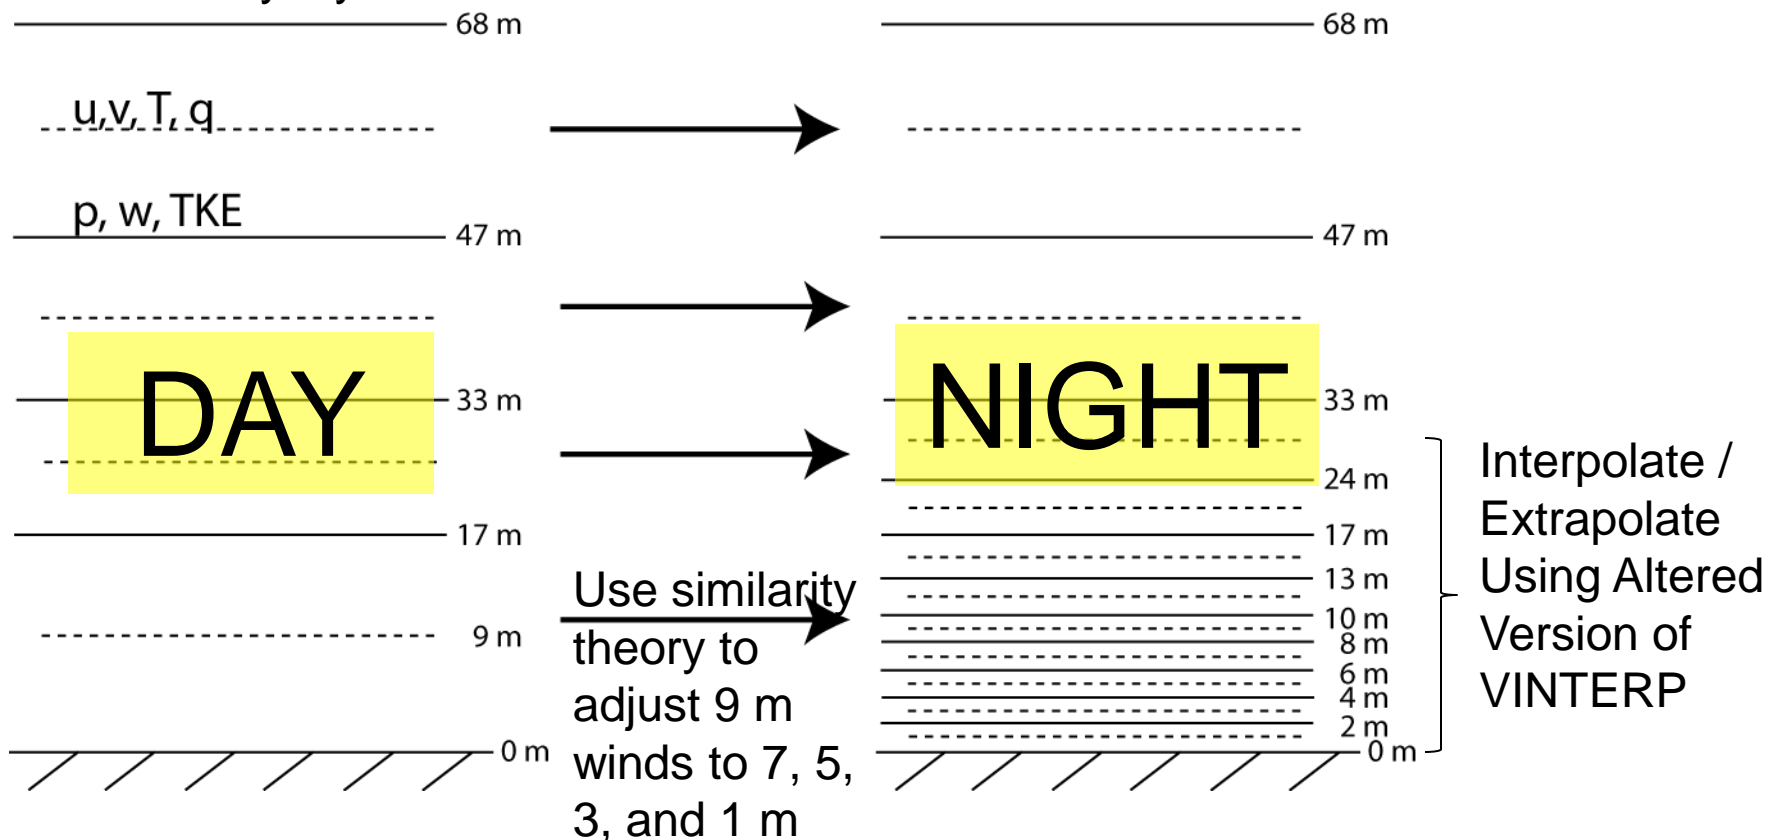 68 m
u,v, T, q
p, w, TKE
47 m
DAY
33 m
17 m
9 m
0 m
Use similarity
theory to
adjust 9 m
winds to 7, 5,
3, and 1 m
68 m
47 m
NIGHT
33 m
24 m
17 m
13 m
10 m
8 m
6 m
4 m
2 m
0 m
Interpolate /
Extrapolate
Using Altered
Version of
VINTERP